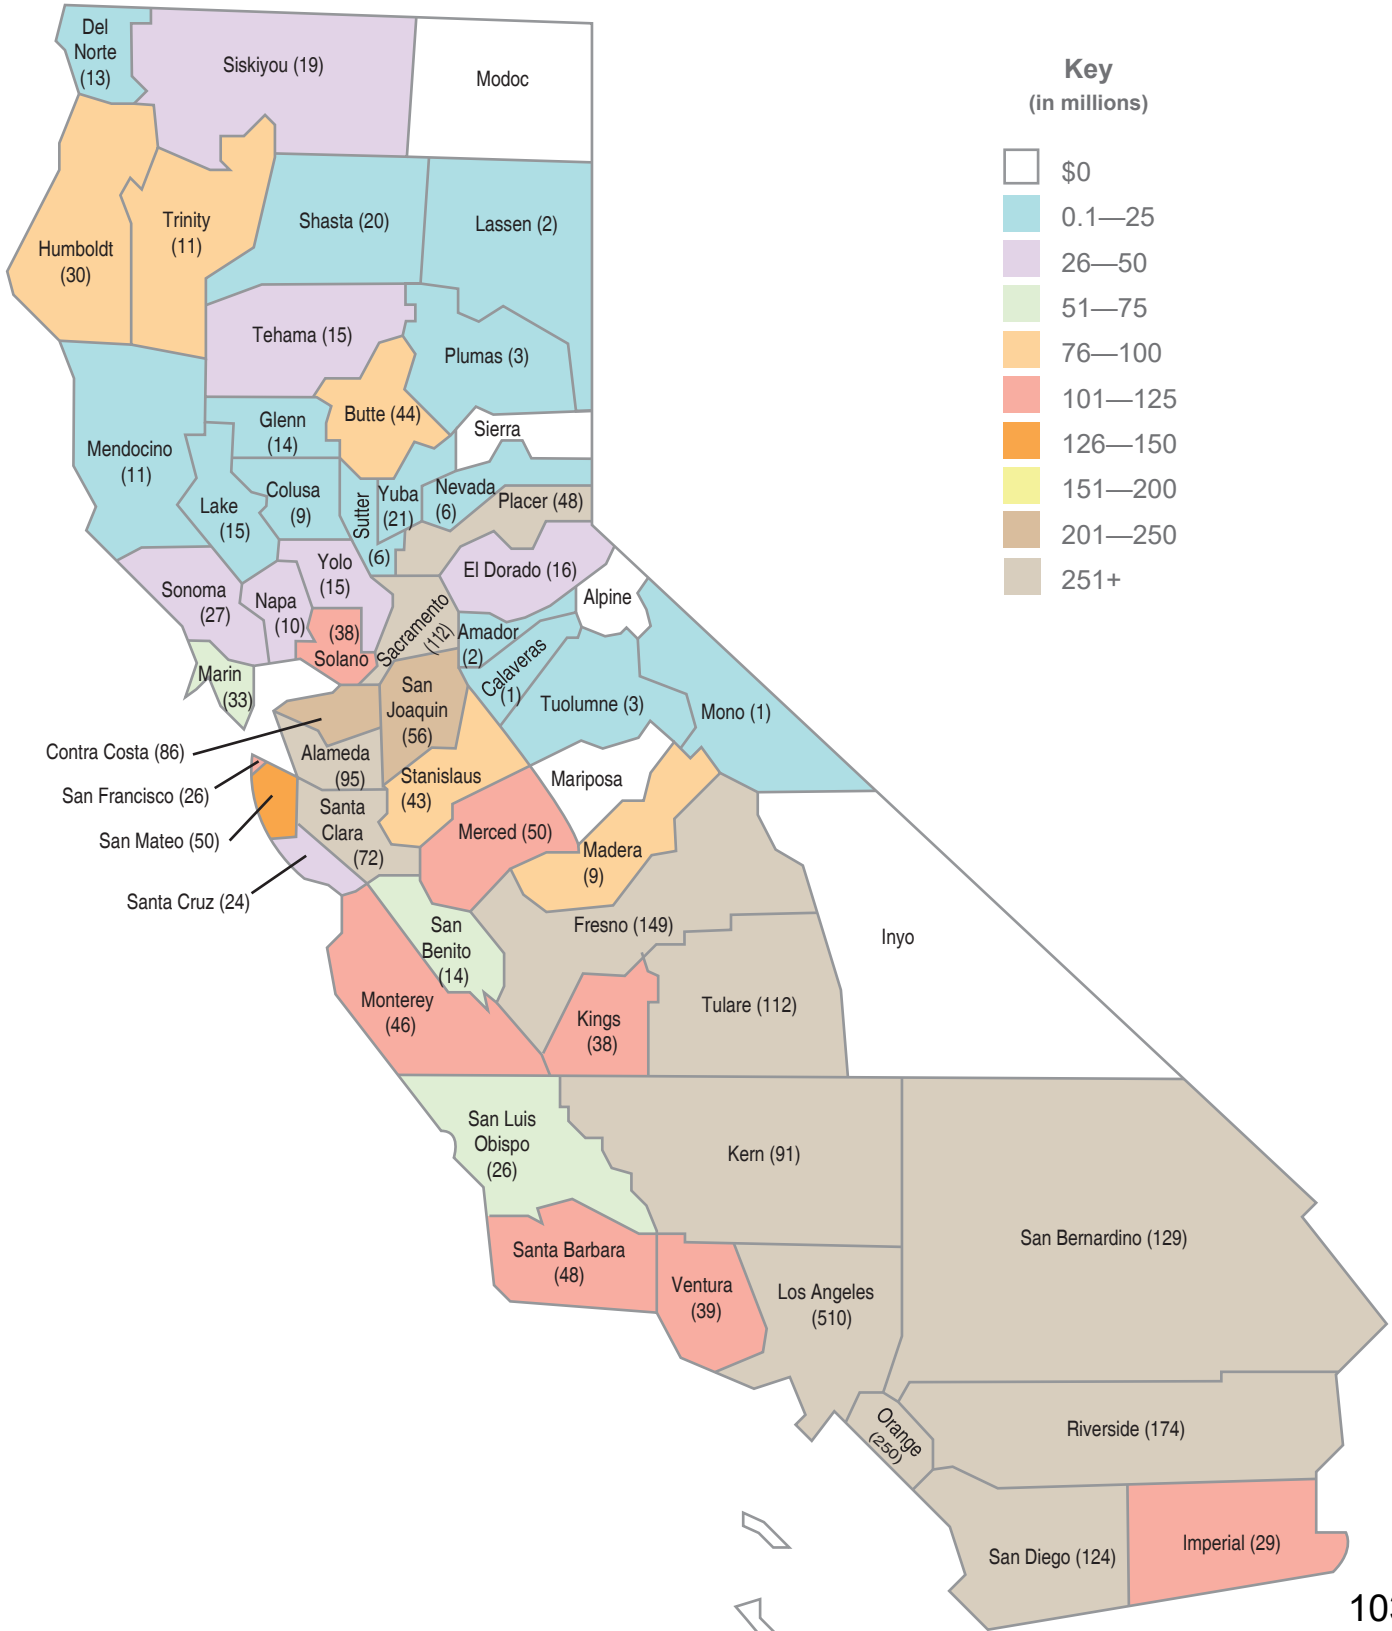 Del
Norte
(13)
Siskiyou (19)
Modoc
Key
(in millions)
$0
0.1—25
26—50
51—75
76—100
101—125
126—150
151—200
201—250
251+
Humboldt
(30)
Trinity
(11)
Shasta (20)
Lassen (2)
Tehama (15)
Plumas (3)
Mendocino
(11)
Glenn
(14)
Butte (44)
Sierra
Lake
(15)
Colusa
(9)
Sutter
(6)
Yuba
(21)
Nevada
(6)
Placer (48)
Sonoma
(27)
Napa
(10)
Yolo
(15)
El Dorado (16)
Alpine
(38)
Solano
Sacramento
(112)
Amador
(2)
Calaveras
(1)
Marin
(33)
San
Joaquin
(56)
Tuolumne (3)
Mono (1)
Contra Costa (86)
Alameda
(95)
Stanislaus
(43)
Mariposa
San Francisco (26)
San Mateo (50)
Santa
Clara
(72)
Merced (50)
Madera
(9)
Santa Cruz (24)
San
Benito
(14)
Fresno (149)
Inyo
Monterey
(46)
Kings
(38)
Tulare (112)
San Luis
Obispo
(26)
Kern (91)
San Bernardino (129)
Santa Barbara
(48)
Ventura
(39)
Los Angeles
(510)
Orange
(250)
Riverside (174)
San Diego (124)
Imperial (29)